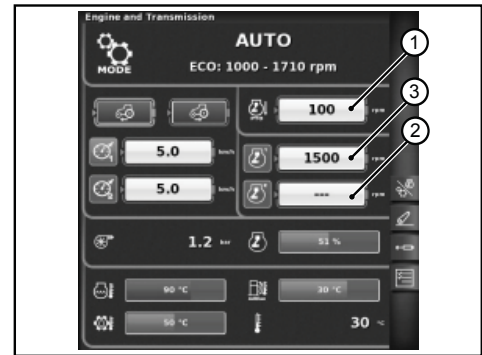 Engine and Transmission
AUTO
MODE
ECO: 1000 - 1710 rpm
1
100
rpm
3
5.0
km/h
1500
rpm
2
5.0
km/h
---
rpm
1.2 bar
51 %
90 °C
30 °C
50 °C
30 °C